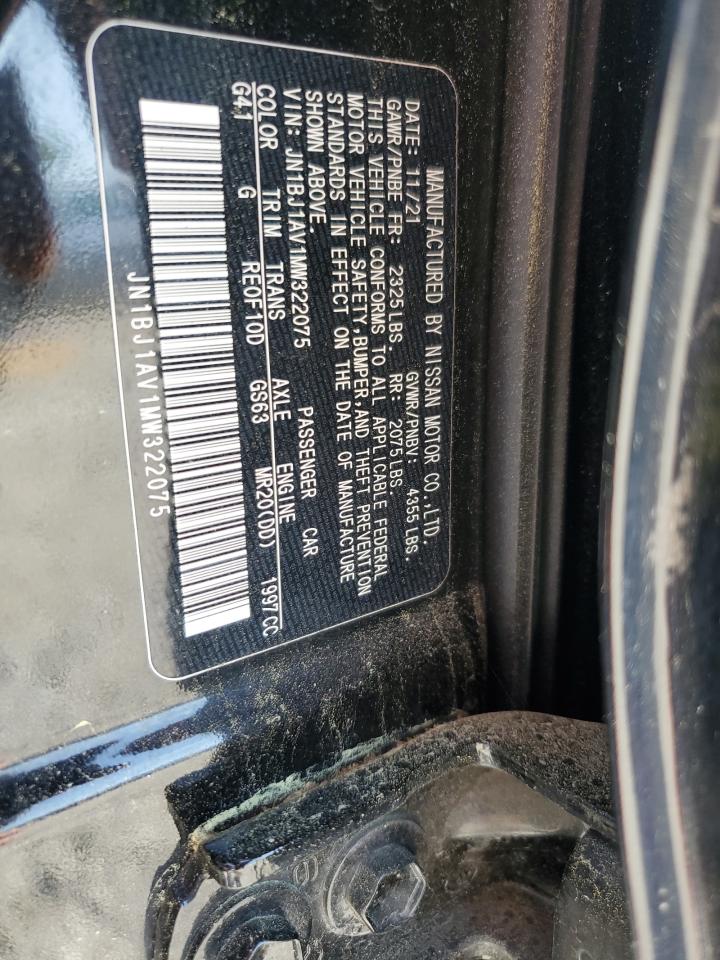 MANUFACTURED BY NISSAN MOTOR CO.,LTD.
DATE: 11/21 GVWR/PNBV: 4355 LBS.
GAWR/PNBE FR: 2325 LBS. RR: 2075 LBS.
THIS VEHICLE CONFORMS TO ALL APPLICABLE FEDERAL
MOTOR VEHICLE SAFETY,BUMPER,AND THEFT PREVENTION
STANDARDS IN EFFECT ON THE DATE OF MANUFACTURE
SHOWN ABOVE.
VIN: JN1BJ1AV1MW322075 PASSENGER CAR
COLOR TRIM TRANS AXLE ENGINE
G41 G RE0F10D GS63 MR20(DD) 1997CC
JN1BJ1AV1MW322075